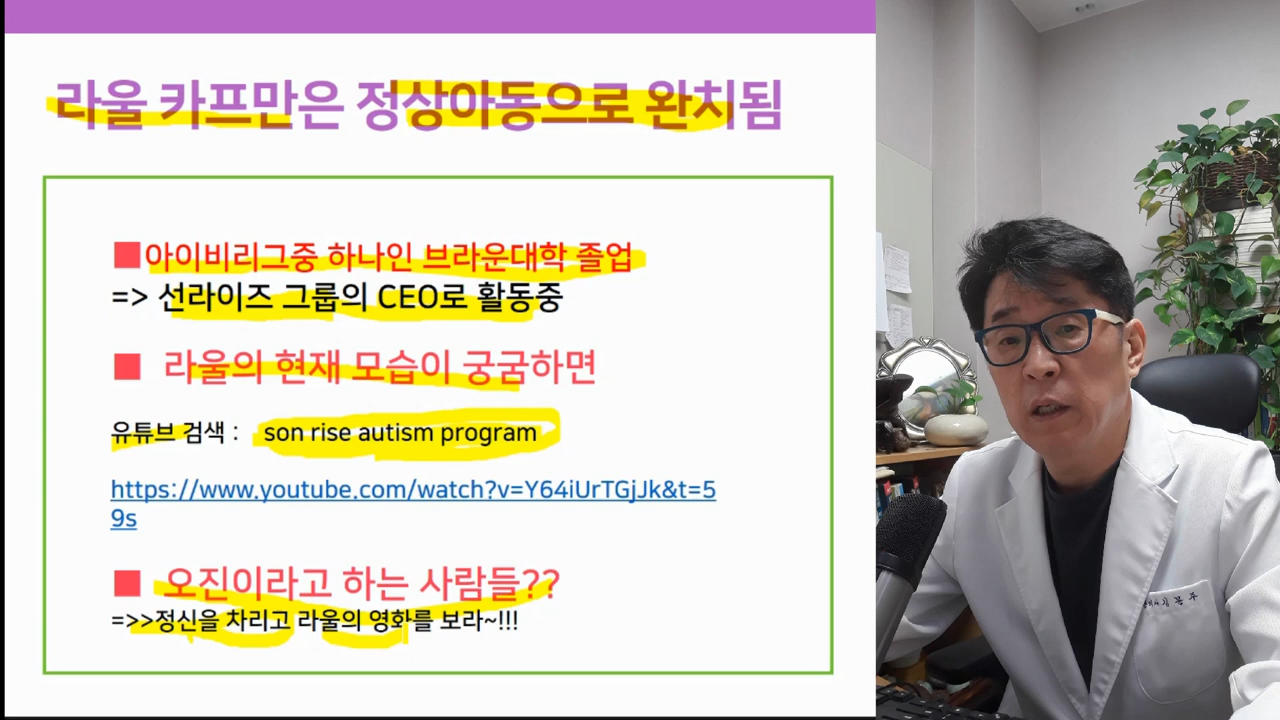 라울 카프만은 정상아동으로 완치됨
■아이비리그중 하나인 브라운대학 졸업
=> 선라이즈 그룹의 CEO로 활동중
■ 라울의 현재 모습이 궁굼하면
유튜브 검색 : son rise autism program
https://www.youtube.com/watch?v=Y64iUrTGjJk&t=5
9s
■ 오진이라고 하는 사람들??
=>>정신을 차리고 라울의 영화를 보라~!!!